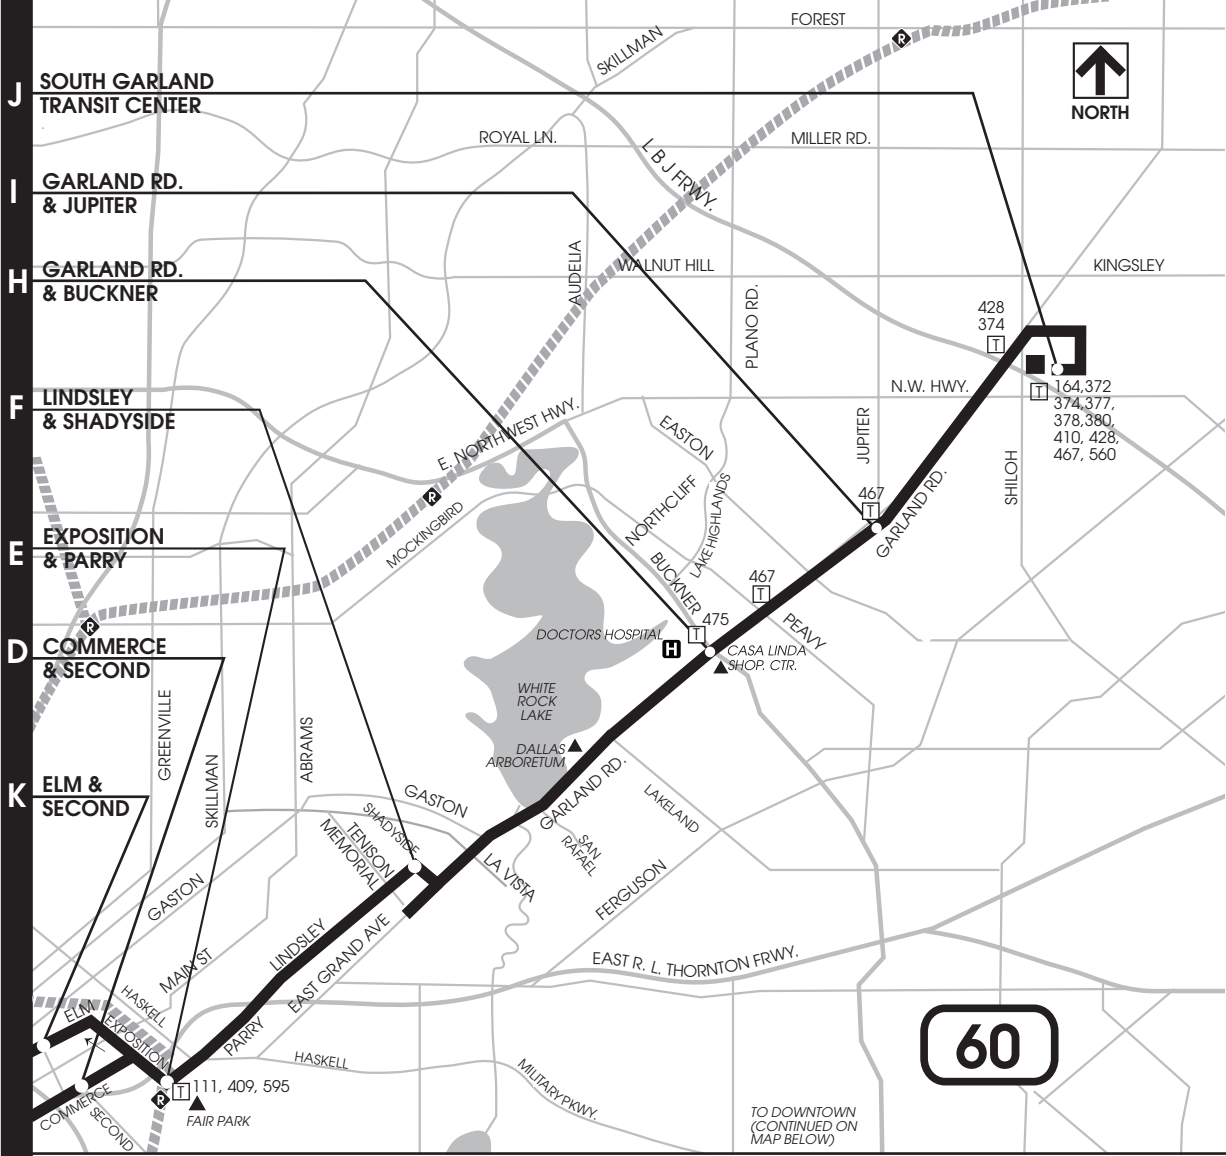 FOREST
SKILLMAN
R
NORTH
J
SOUTH GARLAND
TRANSIT CENTER
ROYAL LN.
MILLER RD.
L B J FRWY.
I
GARLAND RD.
& JUPITER
AUDELIA
WALNUT HILL
KINGSLEY
H
GARLAND RD.
& BUCKNER
PLANO RD.
428
374
T
N.W. HWY.
T
164,372
374,377,
378,380,
410, 428,
467, 560
F
LINDSLEY
& SHADYSIDE
E. NORTHWEST HWY.
EASTON
JUPITER
SHILOH
R
MOCKINGBIRD
NORTHCLIFF
LAKE HIGHLANDS
467
T
GARLAND RD.
E
EXPOSITION
& PARRY
BUCKNER
467
T
PEAVY
R
475
T
DOCTORS HOSPITAL
H
CASA LINDA
SHOP. CTR.
D
COMMERCE
& SECOND
WHITE
ROCK
LAKE
GREENVILLE
SKILLMAN
ABRAMS
DALLAS
ARBORETUM
GARLAND RD.
K
ELM &
SECOND
GASTON
SHADYSIDE
TENISON
MEMORIAL
LAKELAND
SAN
RAFAEL
LA VISTA
FERGUSON
GASTON
LINDSLEY
EAST GRAND AVE
MAIN ST
EAST R. L. THORNTON FRWY.
HASKELL
ELM
EXPOSITION
PARRY
60
HASKELL
MILITARY PKWY.
R
T
111, 409, 595
FAIR PARK
COMMERCE
SECOND
TO DOWNTOWN
(CONTINUED ON
MAP BELOW)